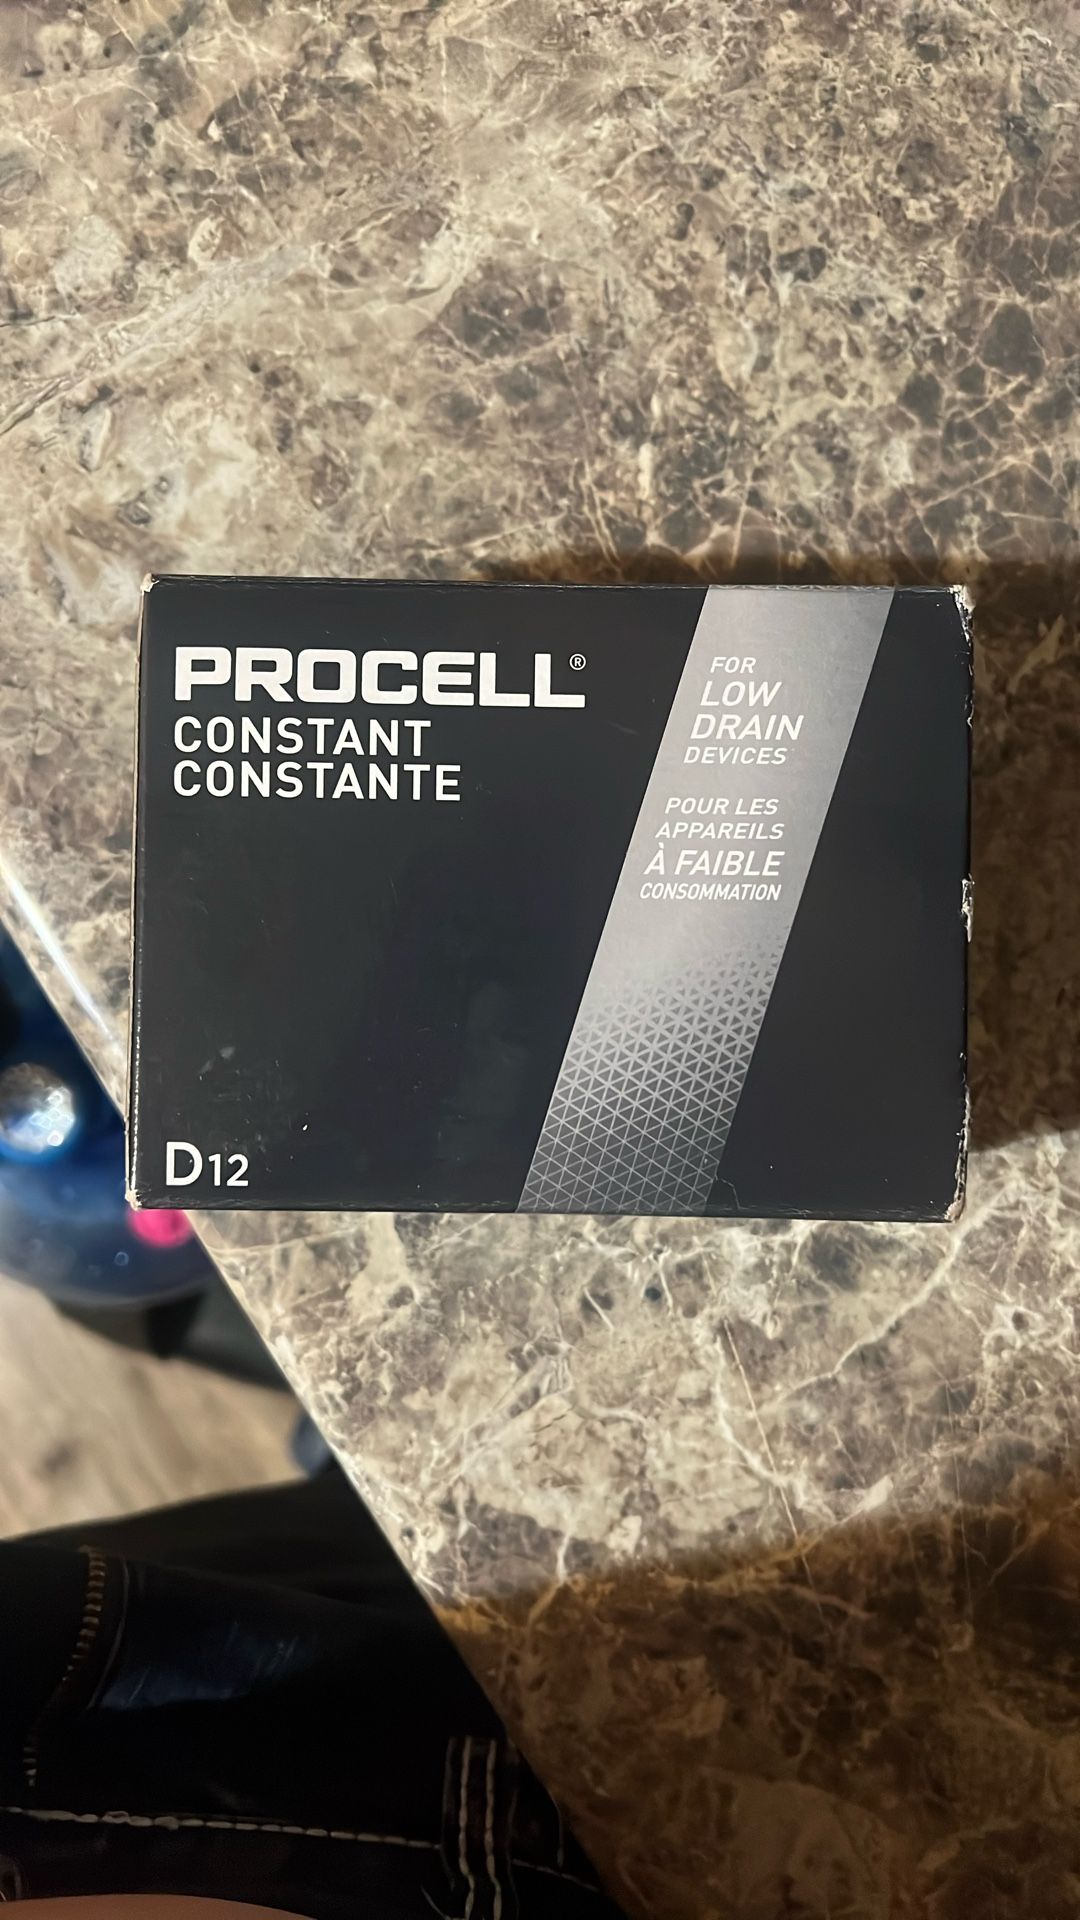 PROCELL®
CONSTANT
CONSTANTE
FOR
LOW
DRAIN
DEVICES
POUR LES
APPAREILS
À FAIBLE
CONSOMMATION
D12